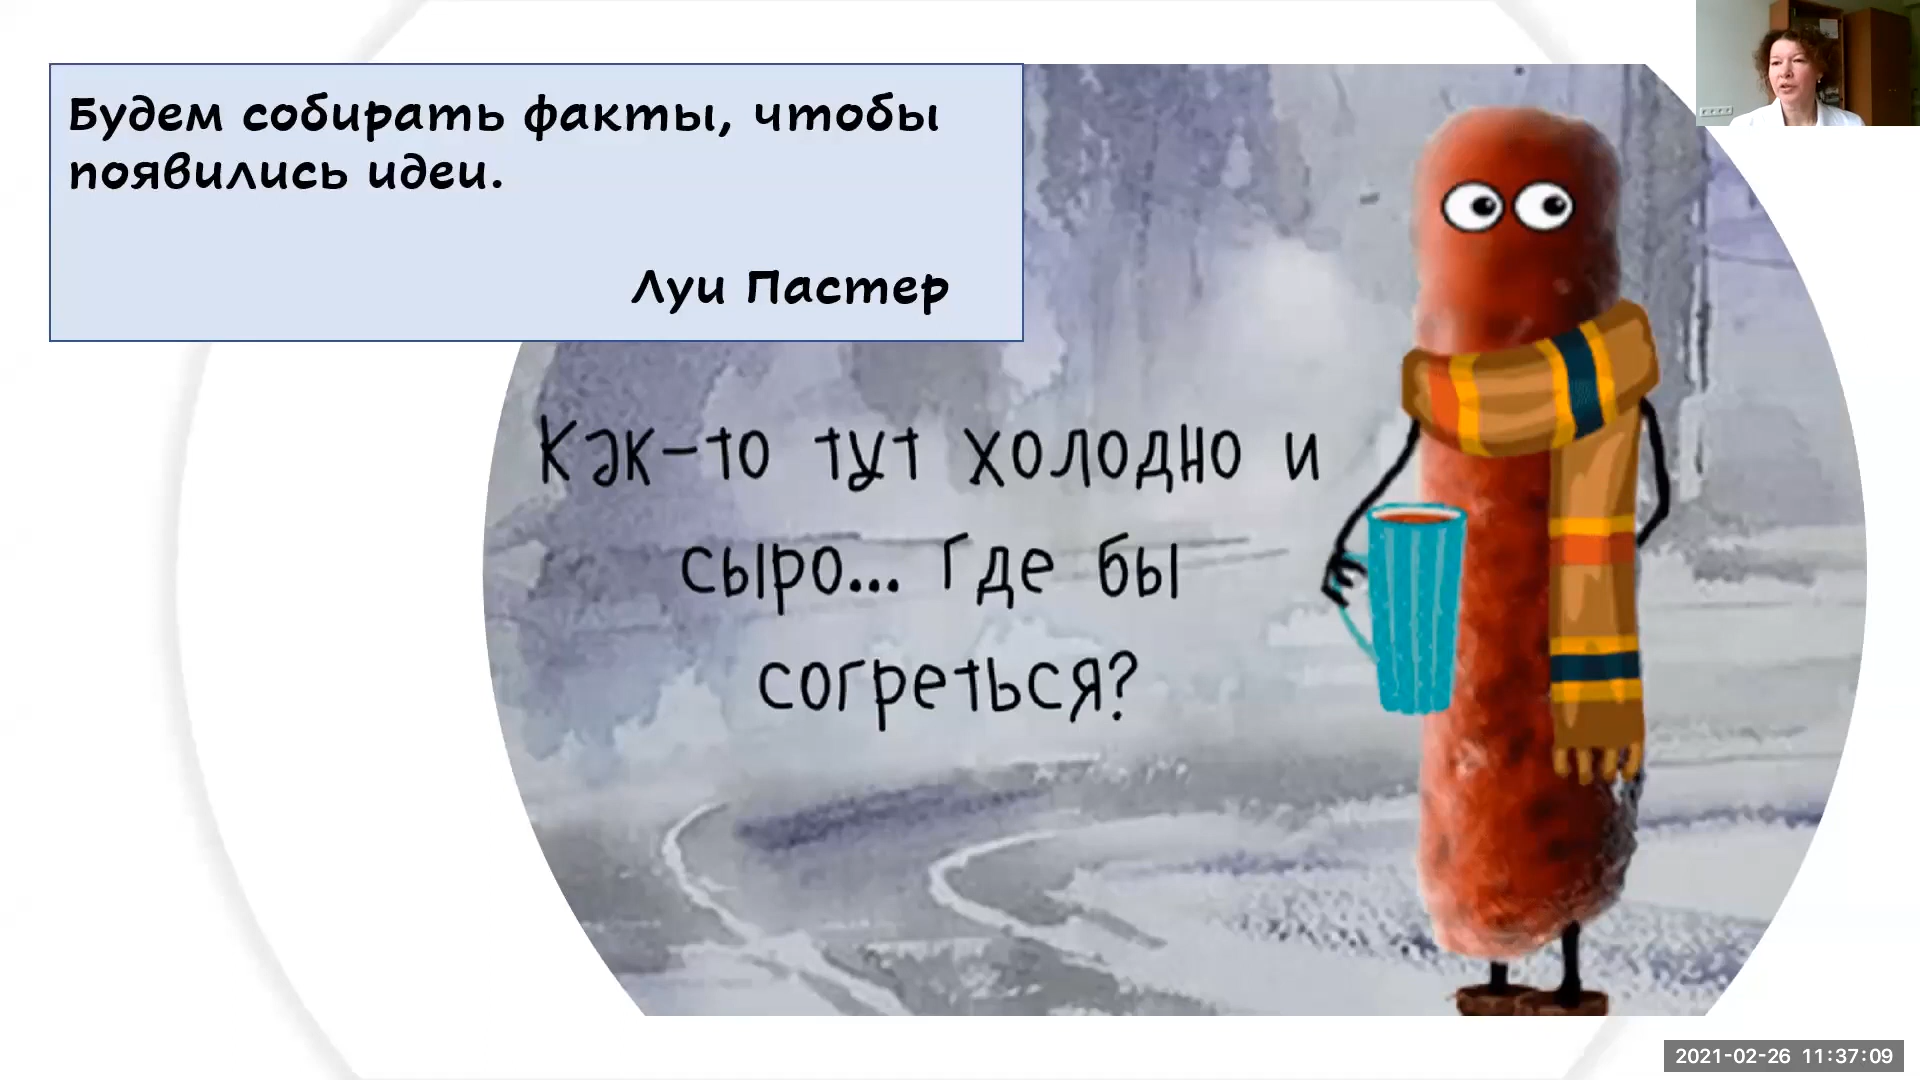 Будем собирать факты, чтобы
появились идеи.
Луи Пастер
Как-то тут холодно и
сыро... Где бы
согреться?
2021-02-26 11:37:09